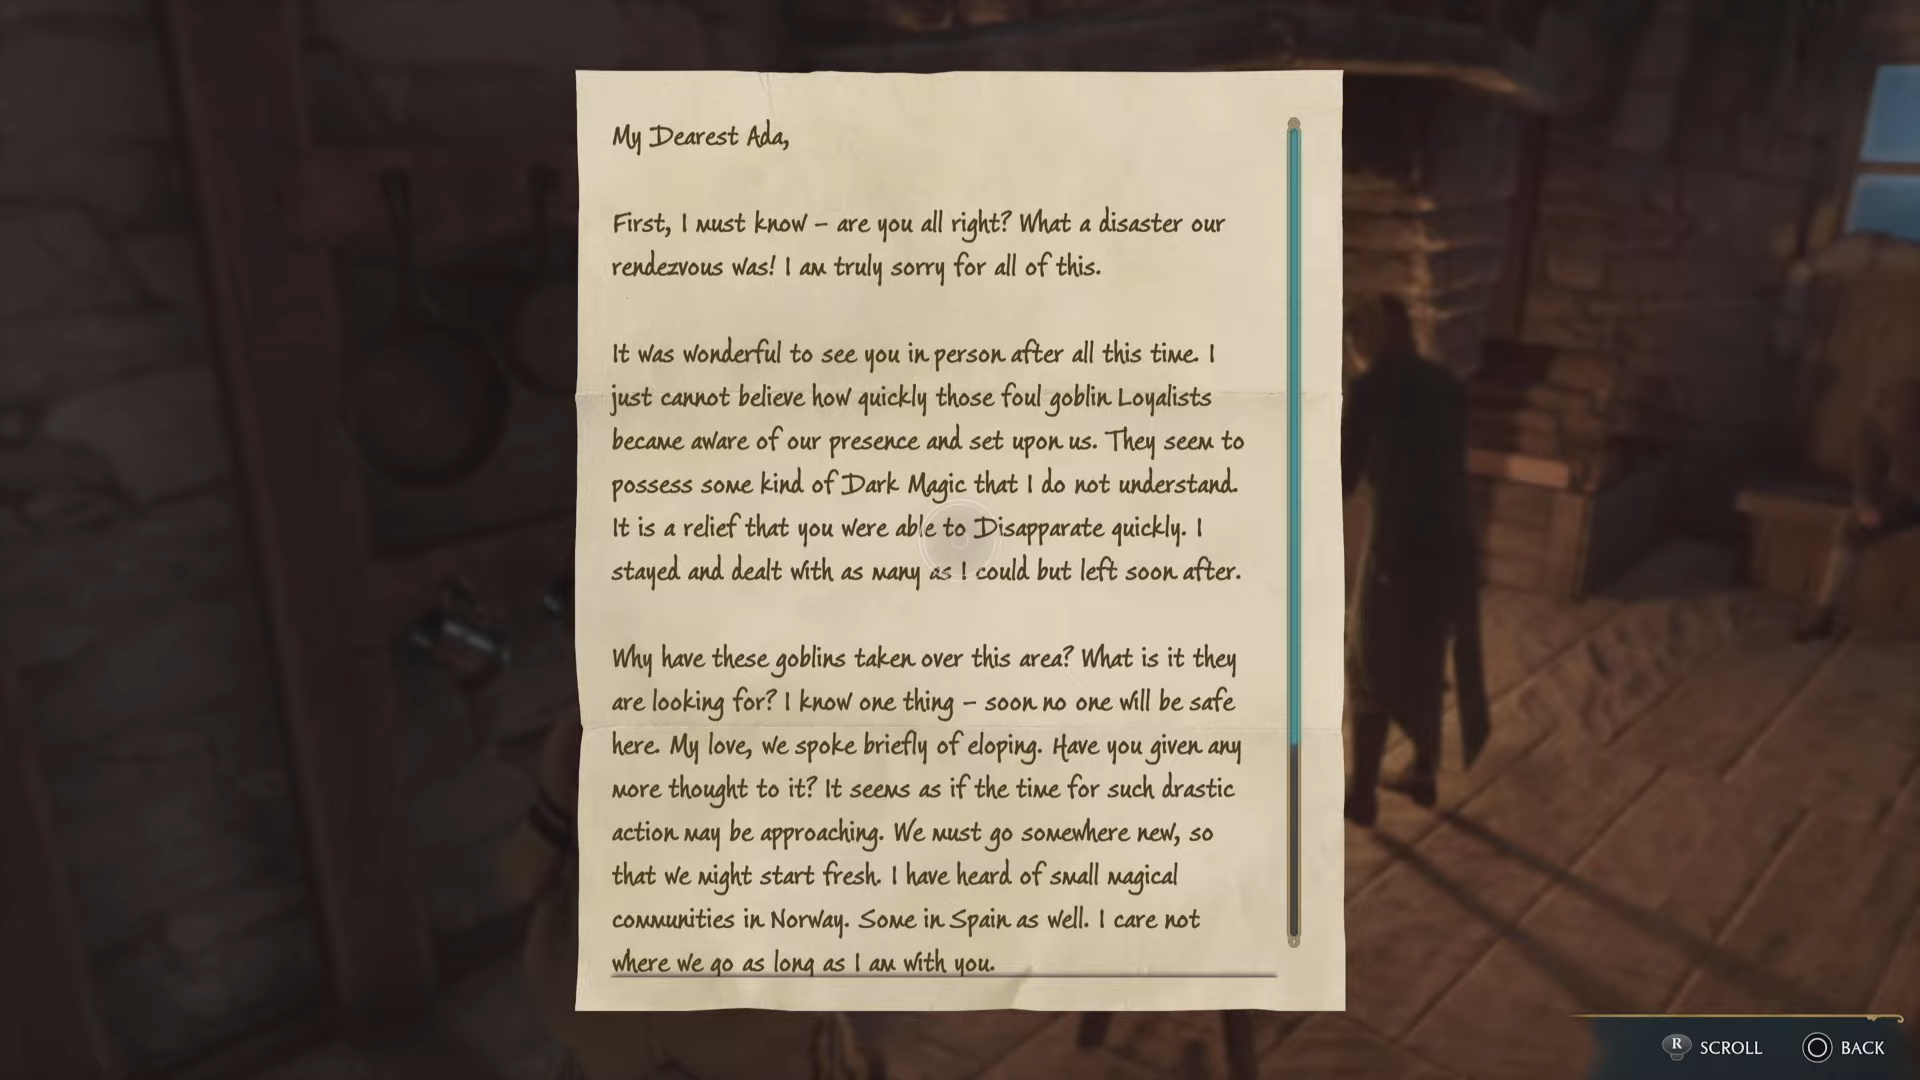 My Dearest Ada,
First, I must know – are you all right? What a disaster our
rendezvous was! I am truly sorry for all of this.
It was wonderful to see you in person after all this time. I
just cannot believe how quickly those foul goblin Loyalists
became aware of our presence and set upon us. They seem to
possess some kind of Dark Magic that I do not understand.
It is a relief that you were able to Disapparate quickly. I
stayed and dealt with as many as I could but left soon after.
Why have these goblins taken over this area? What is it they
are looking for? I know one thing – soon no one will be safe
here. My love, we spoke briefly of eloping. Have you given any
more thought to it? It seems as if the time for such drastic
action may be approaching. We must go somewhere new, so
that we might start fresh. I have heard of small magical
communities in Norway. Some in Spain as well. I care not
where we go as long as I am with you.
R SCROLL
BACK